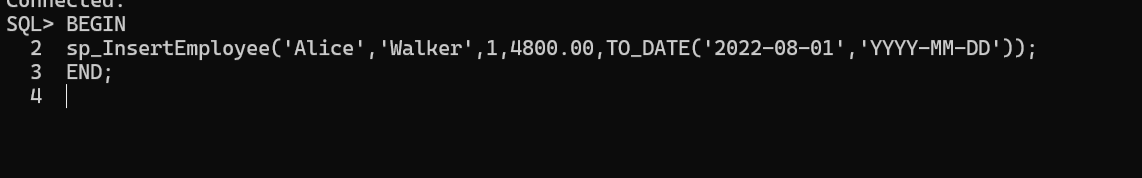 Connected.
SQL> BEGIN
  2  sp_InsertEmployee('Alice','Walker',1,4800.00,TO_DATE('2022-08-01','YYYY-MM-DD'));
  3  END;
  4